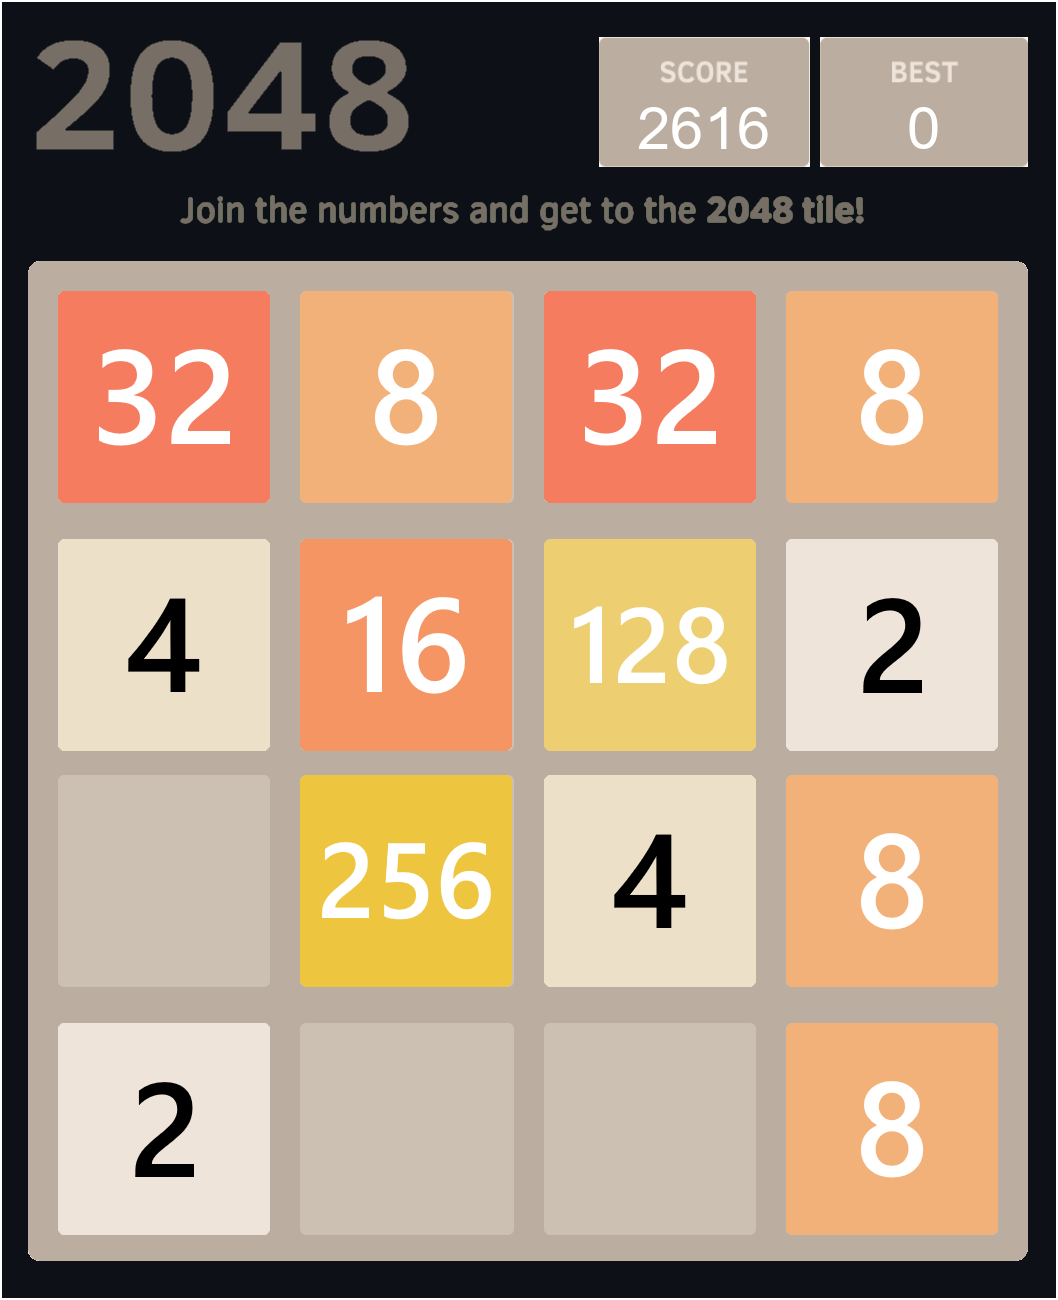 2048
SCORE BEST
2616 0
Join the numbers and get to the 2048 tile!
32 8 32 8
4 16 128 2
256 4 8
2 8